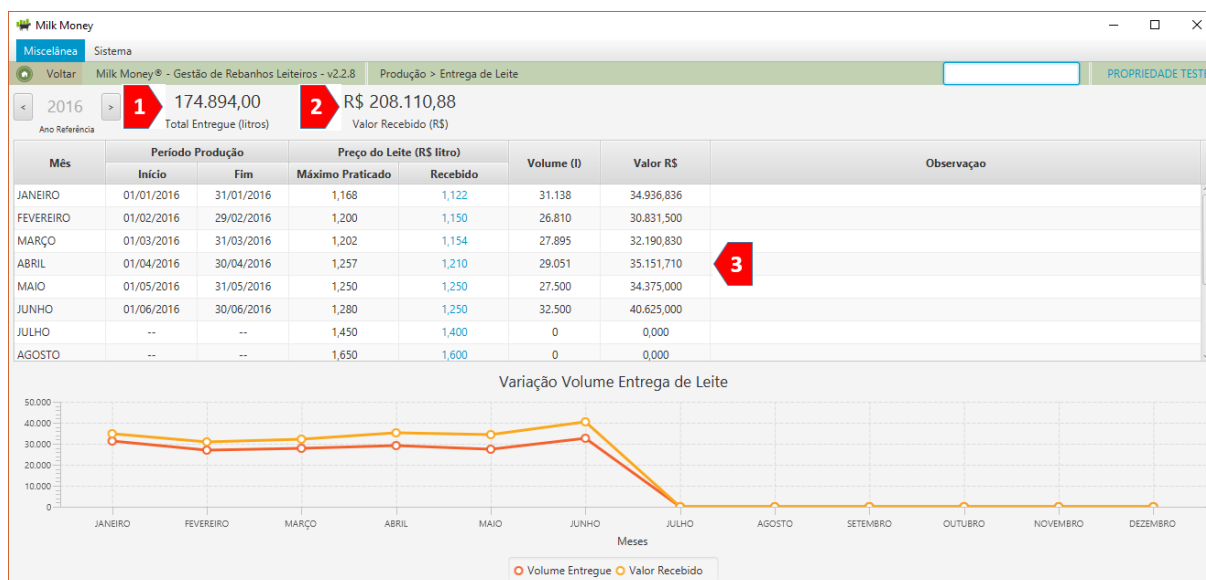 Milk Money
Miscelânea Sistema
Voltar Milk Money® - Gestão de Rebanhos Leiteiros - v2.2.8 Produção > Entrega de Leite PROPRIEDADE TESTE
< 2016 > 1 174.894,00 2 R$ 208.110,88
Ano Referência Total Entregue (litros) Valor Recebido (R$)
Mês Período Produção Preço do Leite (R$ litro) Volume (l) Valor R$ Observaçao
Início Fim Máximo Praticado Recebido
JANEIRO 01/01/2016 31/01/2016 1,168 1,122 31.138 34.936,836
FEVEREIRO 01/02/2016 29/02/2016 1,200 1,150 26.810 30.831,500
MARÇO 01/03/2016 31/03/2016 1,202 1,154 27.895 32.190,830
ABRIL 01/04/2016 30/04/2016 1,257 1,210 29.051 35.151,710 3
MAIO 01/05/2016 31/05/2016 1,250 1,250 27.500 34.375,000
JUNHO 01/06/2016 30/06/2016 1,280 1,250 32.500 40.625,000
JULHO -- -- 1,450 1,400 0 0,000
AGOSTO -- -- 1,650 1,600 0 0,000
Variação Volume Entrega de Leite
50.000
40.000
30.000
20.000
10.000
0
JANEIRO FEVEREIRO MARÇO ABRIL MAIO JUNHO JULHO AGOSTO SETEMBRO OUTUBRO NOVEMBRO DEZEMBRO
Meses
Volume Entregue Valor Recebido